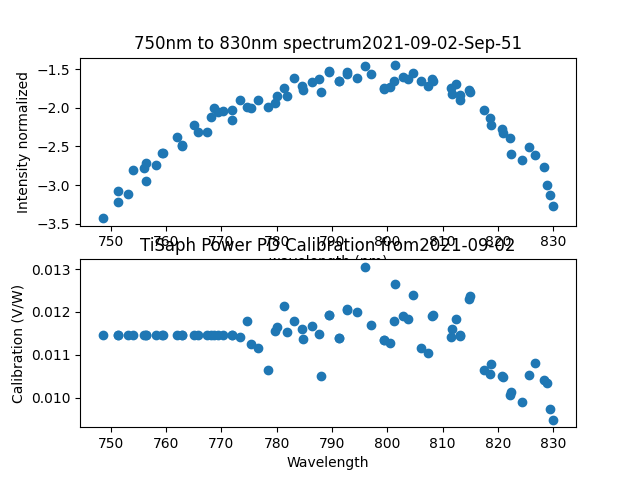 750nm to 830nm spectrum2021-09-02-Sep-51
Intensity normalized
−1.5
−2.0
−2.5
−3.0
−3.5
750 760 770 780 790 800 810 820 830
wavelength (nm)
TiSaph Power PD Calibration from2021-09-02
Calibration (V/W)
0.013
0.012
0.011
0.010
750 760 770 780 790 800 810 820 830
Wavelength